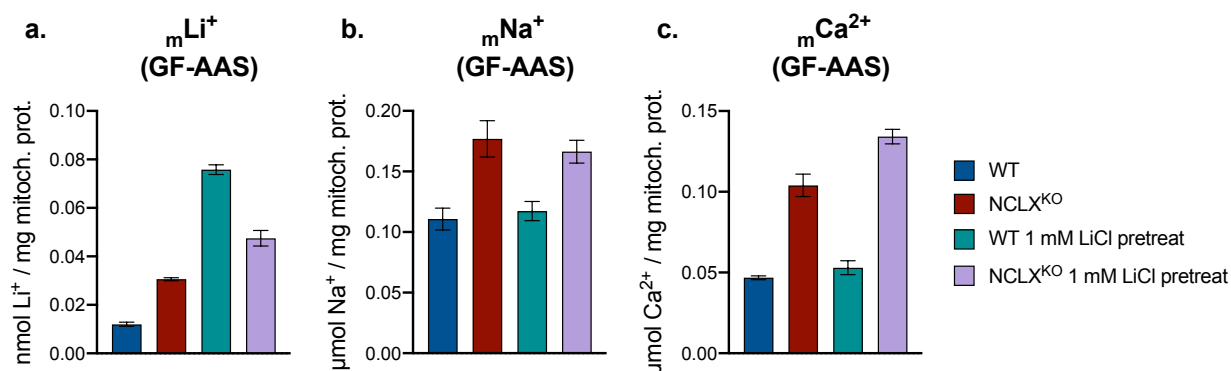 a.
mLi+
(GF-AAS)
nmol Li+ / mg mitoch. prot.
0.10
0.08
0.06
0.04
0.02
0.00
b.
mNa+
(GF-AAS)
µmol Na+ / mg mitoch. prot.
0.20
0.15
0.10
0.05
0.00
c.
mCa2+
(GF-AAS)
µmol Ca2+ / mg mitoch. prot.
0.15
0.10
0.05
0.00
WT
NCLXKO
WT 1 mM LiCl pretreat
NCLXKO 1 mM LiCl pretreat